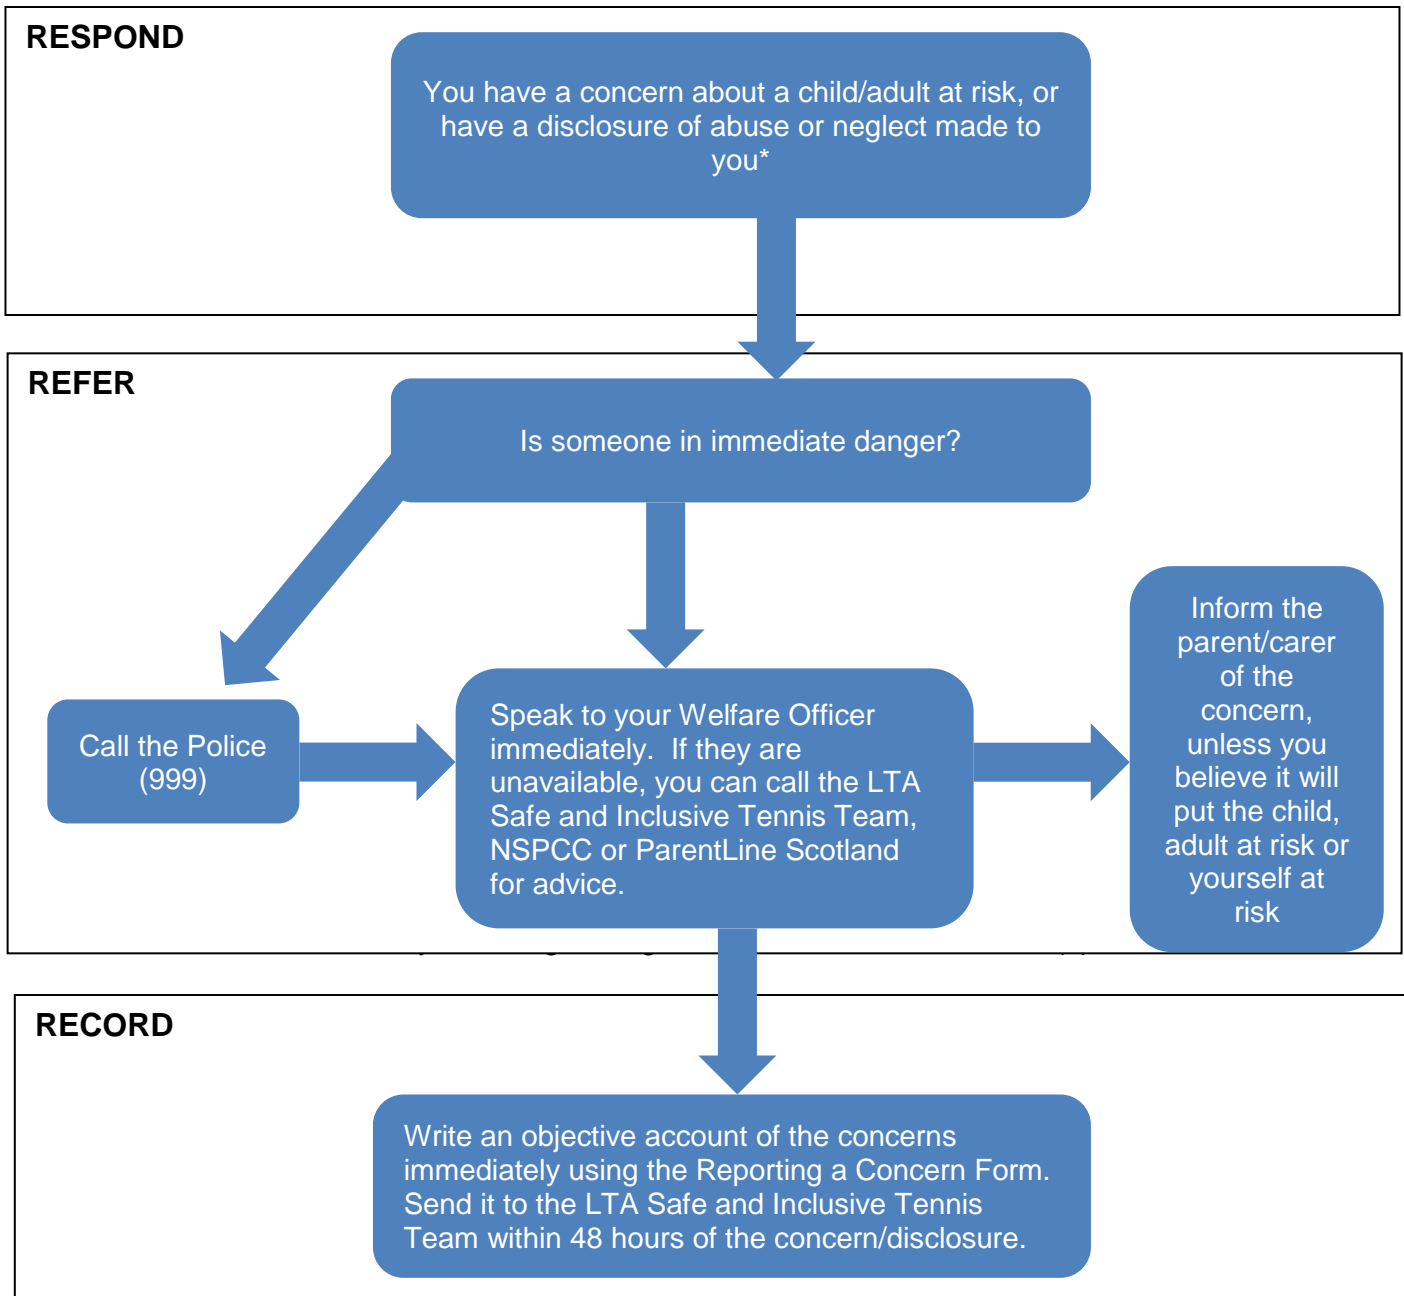 RESPOND
You have a concern about a child/adult at risk, or
have a disclosure of abuse or neglect made to
you*
REFER
Is someone in immediate danger?
Call the Police
(999)
Speak to your Welfare Officer
immediately.  If they are
unavailable, you can call the LTA
Safe and Inclusive Tennis Team,
NSPCC or ParentLine Scotland
for advice.
Inform the
parent/carer
of the
concern,
unless you
believe it will
put the child,
adult at risk or
yourself at
risk
RECORD
Write an objective account of the concerns
immediately using the Reporting a Concern Form.
Send it to the LTA Safe and Inclusive Tennis
Team within 48 hours of the concern/disclosure.